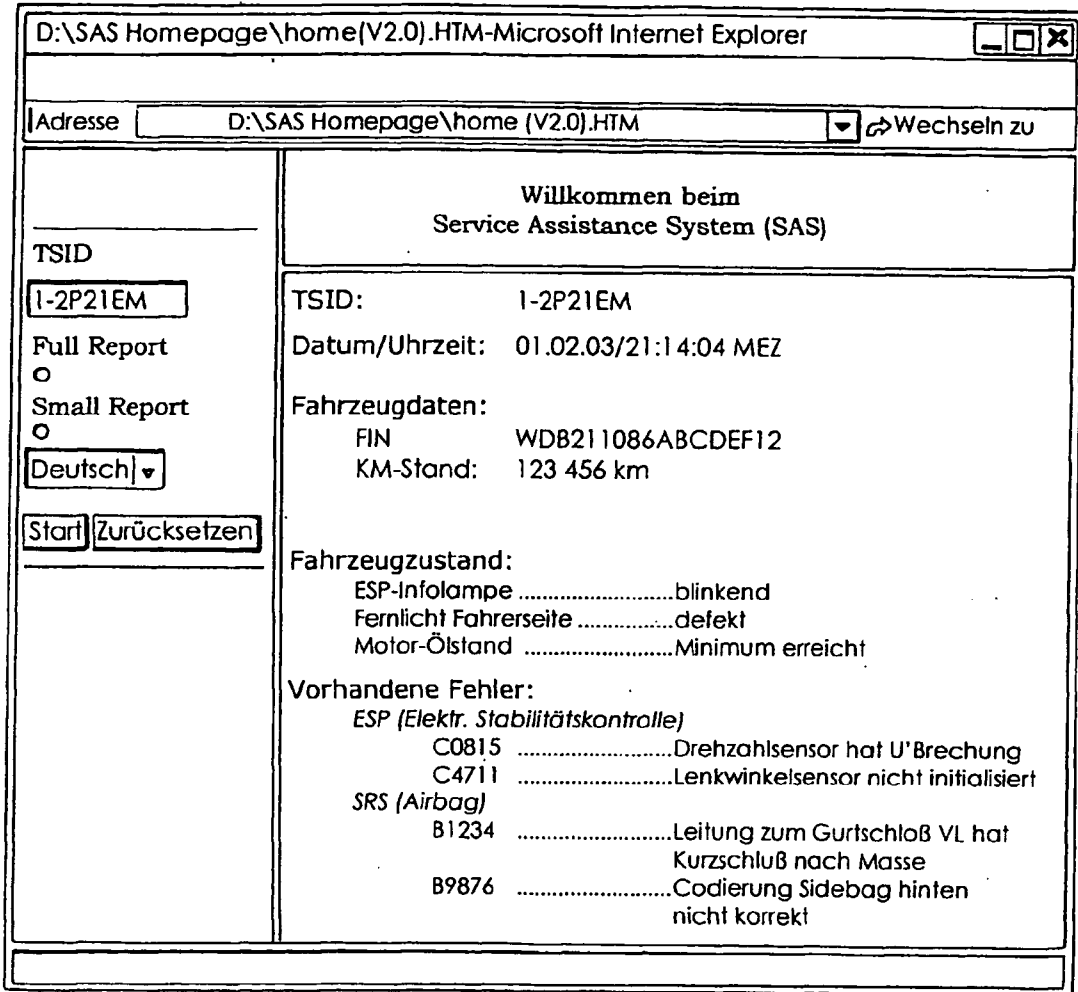 D:\SAS Homepage\home(V2.0).HTM-Microsoft Internet Explorer
Adresse D:\SAS Homepage\home (V2.0).HTM Wechseln zu
TSID
1-2P21EM
Full Report
Small Report
Deutsch
Start Zurücksetzen
Willkommen beim
Service Assistance System (SAS)
TSID: 1-2P21EM
Datum/Uhrzeit: 01.02.03/21:14:04 MEZ
Fahrzeugdaten:
FIN WDB211086ABCDEF12
KM-Stand: 123 456 km
Fahrzeugzustand:
ESP-Infolampe ..........................blinkend
Fernlicht Fahrerseite ................defekt
Motor-Ölstand .........................Minimum erreicht
Vorhandene Fehler:
ESP (Elektr. Stabilitätskontrolle)
C0815 ..........................Drehzahlsensor hat U'Brechung
C4711 ..........................Lenkwinkelsensor nicht initialisiert
SRS (Airbag)
B1234 ..........................Leitung zum Gurtschloß VL hat
Kurzschluß nach Masse
B9876 ..........................Codierung Sidebag hinten
nicht korrekt